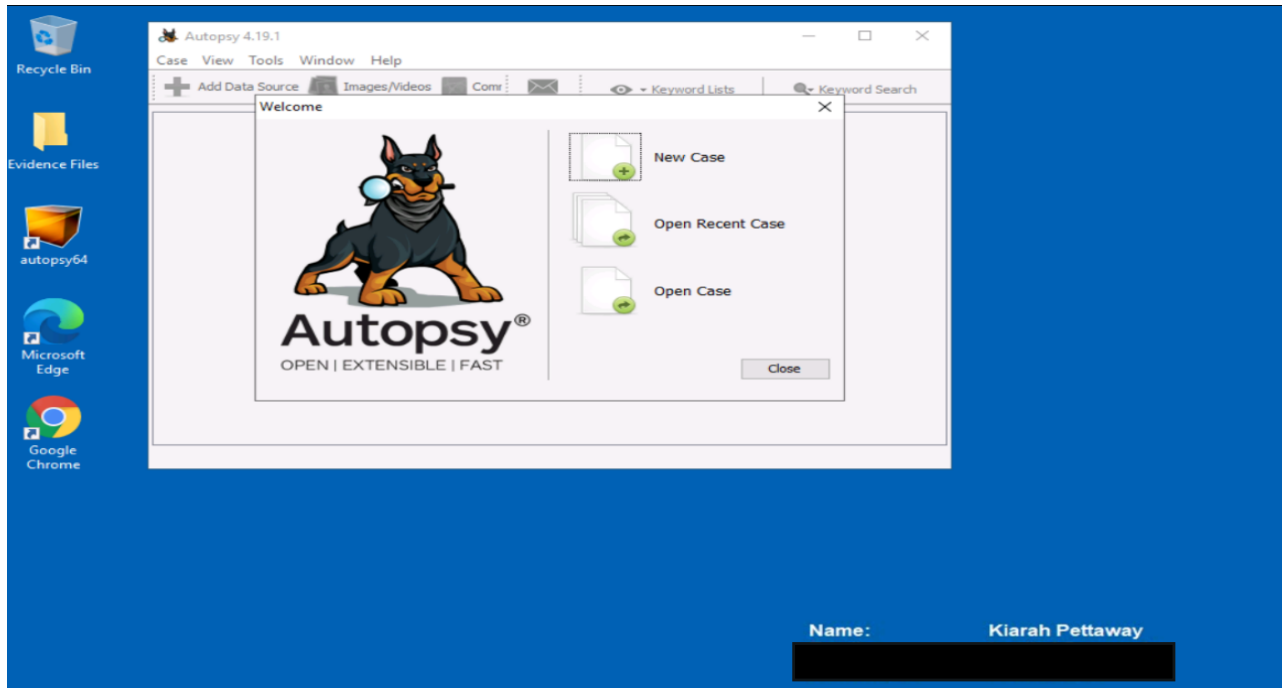 Recycle Bin
Evidence Files
autopsy64
Microsoft
Edge
Google
Chrome
Autopsy 4.19.1
Case View Tools Window Help
Add Data Source Images/Videos Comr Keyword Lists Keyword Search
Welcome
Autopsy®
OPEN | EXTENSIBLE | FAST
New Case
Open Recent Case
Open Case
Close
Name: Kiarah Pettaway